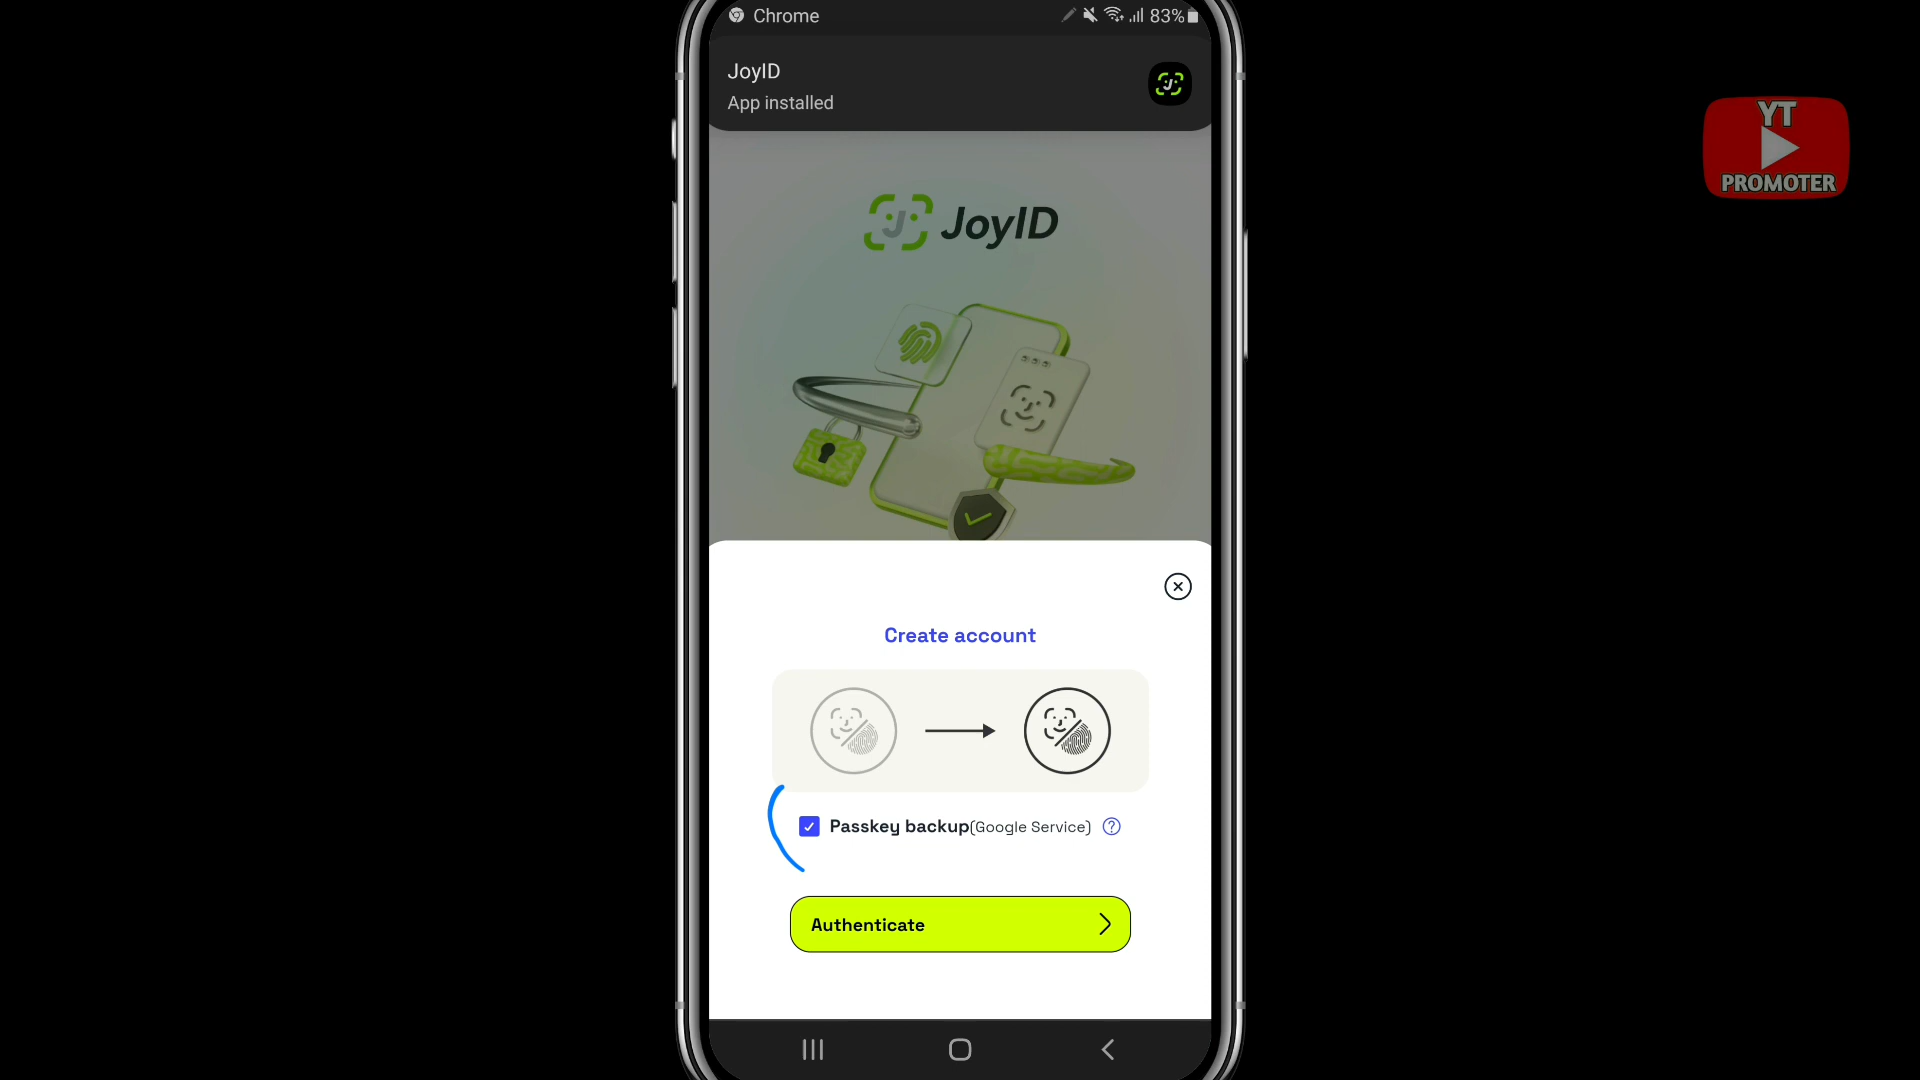 Chrome
83%
JoyID
App installed
YT
PROMOTER
JoyID
Create account
Passkey backup(Google Service)
Authenticate